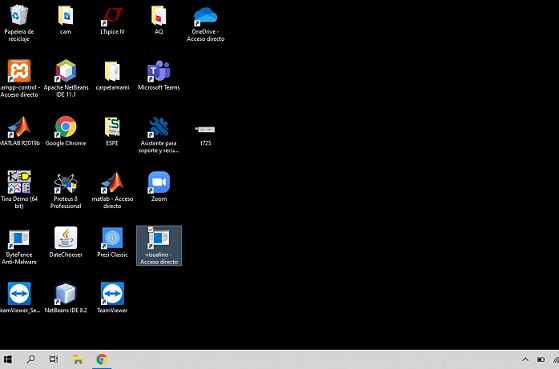 Papelera de
reciclaje
cam
LTspice IV
AQ
OneDrive -
Acceso directo
xampp-control -
Acceso directo
Apache NetBeans
IDE 11.1
carpetamami
Microsoft Teams
MATLAB R2019b
Google Chrome
ESPE
Asistente para
soporte y recu...
t725
Tina Demo (64
bit)
Proteus 8
Professional
matlab - Acceso
directo
Zoom
ByteFence
Anti-Malware
DateChooser
Prezi Classic
visualino -
Acceso directo
TeamViewer_Se...
NetBeans IDE 8.2
TeamViewer